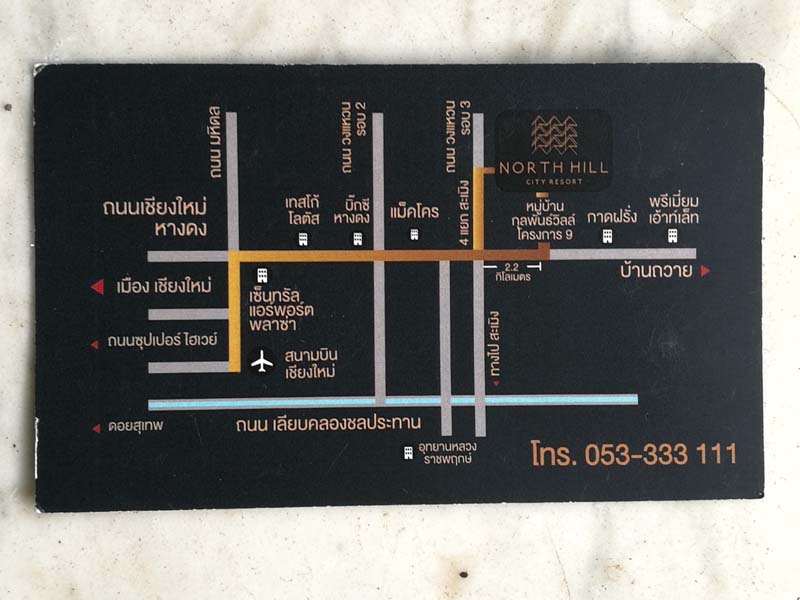 ถนน มหิดล
ถนน วงแหวน
รอบ 2
ถนน วงแหวน
รอบ 3
NORTH HILL
CITY RESORT
ถนนเชียงใหม่
หางดง
เทสโก้
โลตัส
บิ๊กซี
หางดง
แม็คโคร
4 แยก สะเมิง
หมู่บ้าน
กุลพันธ์วิลล์
โครงการ 9
กาดฝรั่ง
พรีเมี่ยม
เอ้าท์เล็ท
2.2
กิโลเมตร
บ้านถวาย
เมือง เชียงใหม่
เซ็นทรัล
แอร์พอร์ต
พลาซ่า
ถนนซุปเปอร์ ไฮเวย์
สนามบิน
เชียงใหม่
ทางไป สะเมิง
ดอยสุเทพ
ถนน เลียบคลองชลประทาน
อุทยานหลวง
ราชพฤกษ์
โทร. 053-333 111